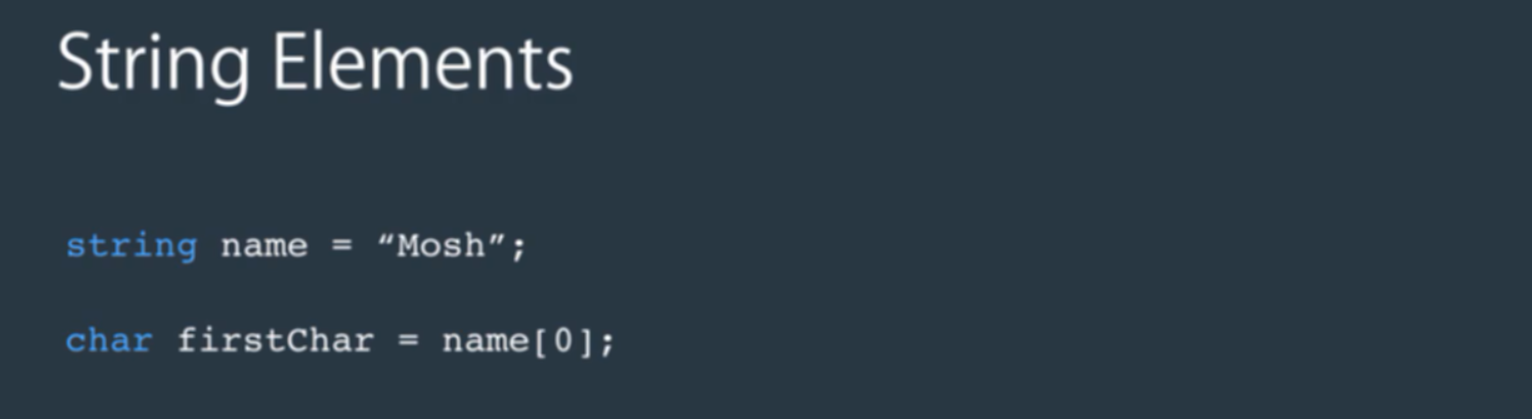 String Elements
string name = “Mosh”;
char firstChar = name[0];